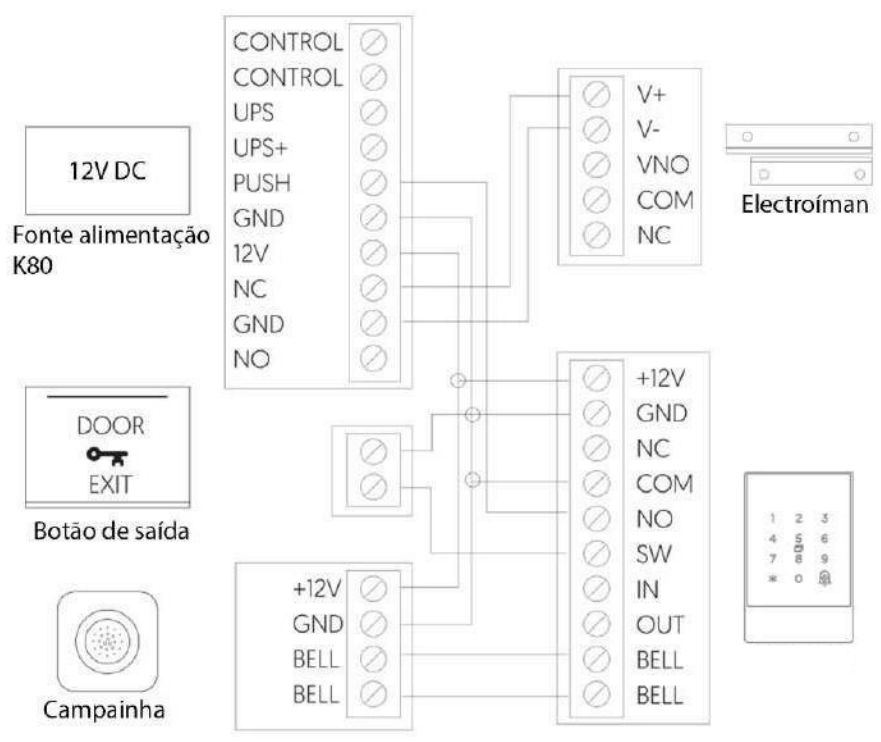 CONTROL
CONTROL
UPS
UPS+
PUSH
GND
12V
NC
GND
NO
12V DC
Fonte alimentação
K80
V+
V-
VNO
COM
NC
Electroíman
DOOR
EXIT
Botão de saída
+12V
GND
NC
COM
NO
SW
IN
OUT
BELL
BELL
1 2 3
4 5 6
7 8 9
* 0
+12V
GND
BELL
BELL
Campainha